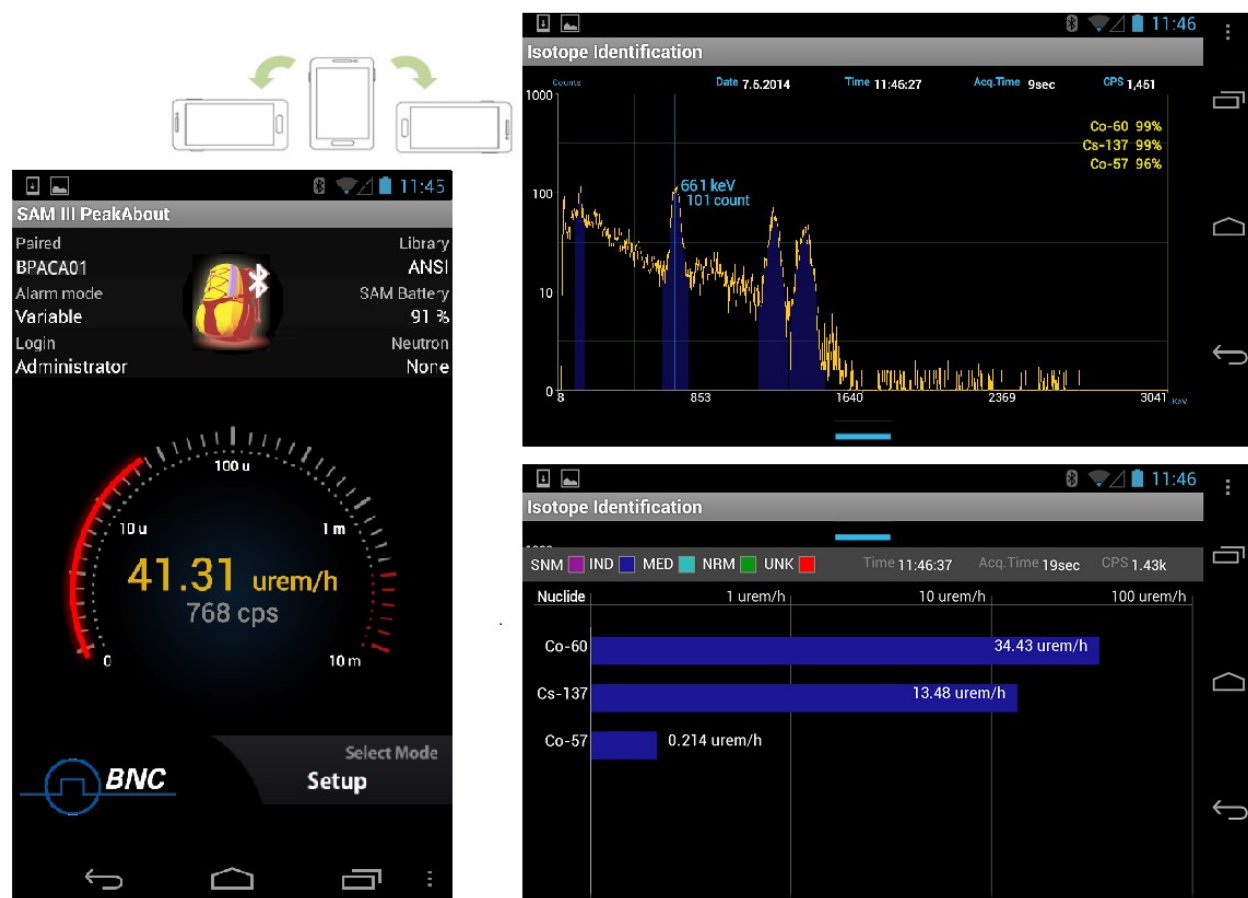 11:45
SAM III PeakAbout
Paired Library
BPACA01 ANSI
Alarm mode SAM Battery
Variable 91 %
Login Neutron
Administrator None
100 u
10 u 1 m
41.31 urem/h
768 cps
0 10 m
BNC
Select Mode
Setup
11:46
Isotope Identification
Counts Date 7.5.2014 Time 11:46:27 Acq.Time 9sec CPS 1,451
1000
Co-60 99%
Cs-137 99%
Co-57 96%
100
661 keV
101 count
10
0
8 853 1640 2369 3041 KeV
11:46
Isotope Identification
SNM IND MED NRM UNK Time 11:46:37 Acq.Time 19sec CPS 1.43k
Nuclide 1 urem/h 10 urem/h 100 urem/h
Co-60 34.43 urem/h
Cs-137 13.48 urem/h
Co-57 0.214 urem/h